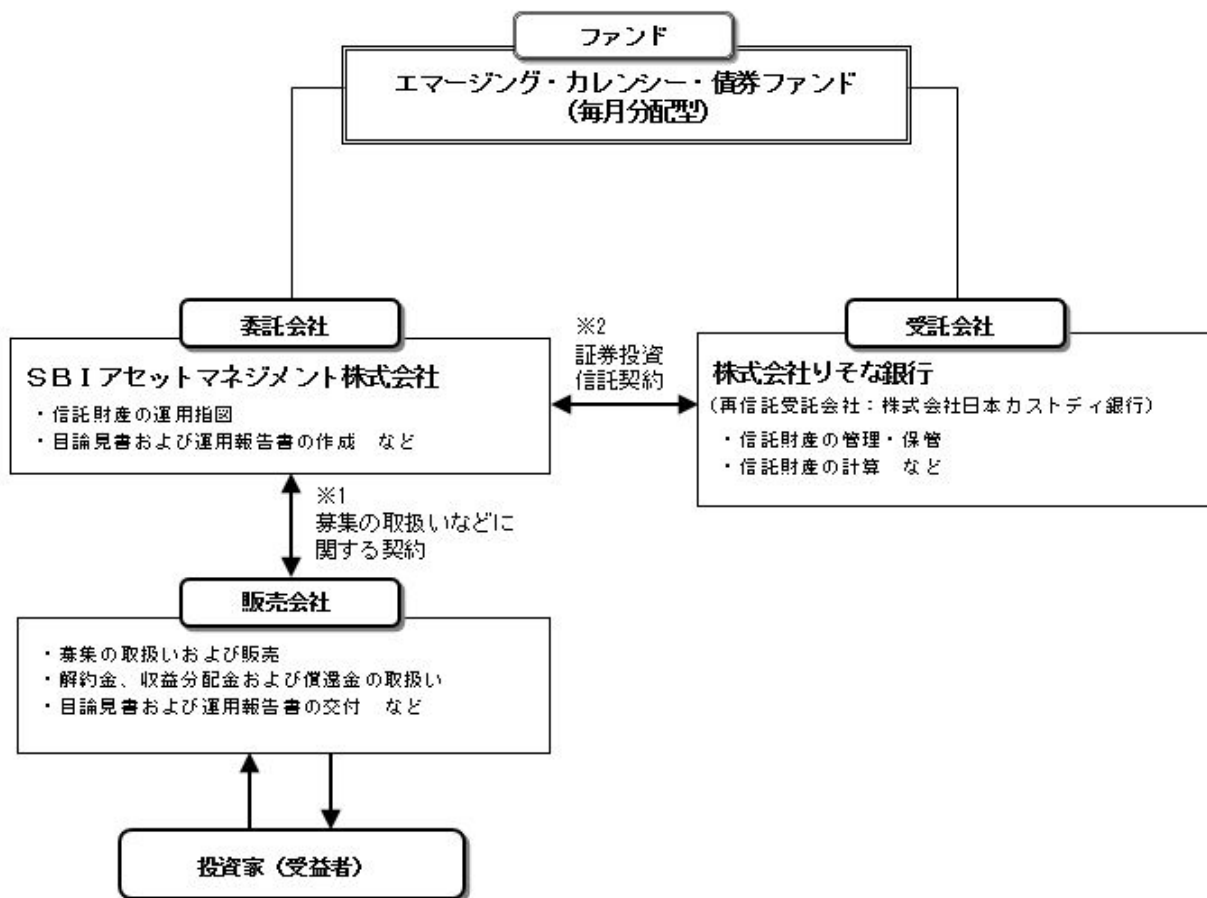 ファンド
エマージング・カレンシー・債券ファンド
（毎月分配型）
委託会社
ＳＢＩアセットマネジメント株式会社
・信託財産の運用指図
・目論見書および運用報告書の作成　など
※2
証券投資
信託契約
受託会社
株式会社りそな銀行
（再信託受託会社：株式会社日本カストディ銀行）
・信託財産の管理・保管
・信託財産の計算　など
※1
募集の取扱いなどに
関する契約
販売会社
・募集の取扱いおよび販売
・解約金、収益分配金および償還金の取扱い
・目論見書および運用報告書の交付　など
投資家（受益者）